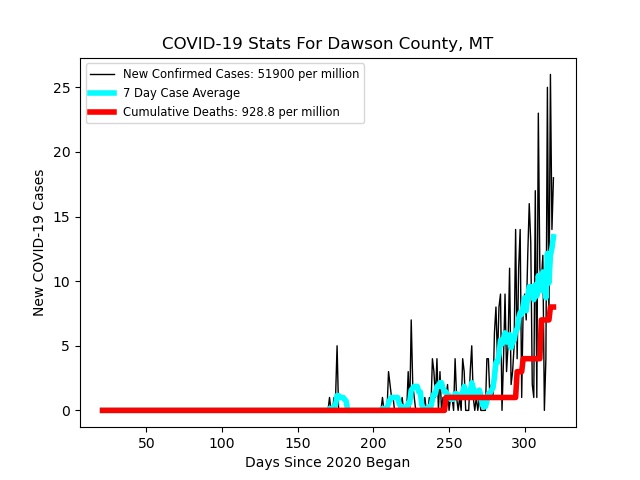 COVID-19 Stats For Dawson County, MT
New Confirmed Cases: 51900 per million
7 Day Case Average
Cumulative Deaths: 928.8 per million
New COVID-19 Cases
25
20
15
10
5
0
50 100 150 200 250 300
Days Since 2020 Began